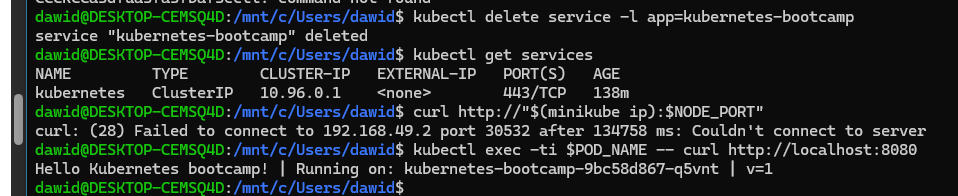 dawid@DESKTOP-CEMSQ4D:/mnt/c/Users/dawid$ kubectl delete service -l app=kubernetes-bootcamp
service "kubernetes-bootcamp" deleted
dawid@DESKTOP-CEMSQ4D:/mnt/c/Users/dawid$ kubectl get services
NAME         TYPE        CLUSTER-IP   EXTERNAL-IP   PORT(S)   AGE
kubernetes   ClusterIP   10.96.0.1    <none>        443/TCP   138m
dawid@DESKTOP-CEMSQ4D:/mnt/c/Users/dawid$ curl http://"$(minikube ip):$NODE_PORT"
curl: (28) Failed to connect to 192.168.49.2 port 30532 after 134758 ms: Couldn't connect to server
dawid@DESKTOP-CEMSQ4D:/mnt/c/Users/dawid$ kubectl exec -ti $POD_NAME -- curl http://localhost:8080
Hello Kubernetes bootcamp! | Running on: kubernetes-bootcamp-9bc58d867-q5vnt | v=1
dawid@DESKTOP-CEMSQ4D:/mnt/c/Users/dawid$